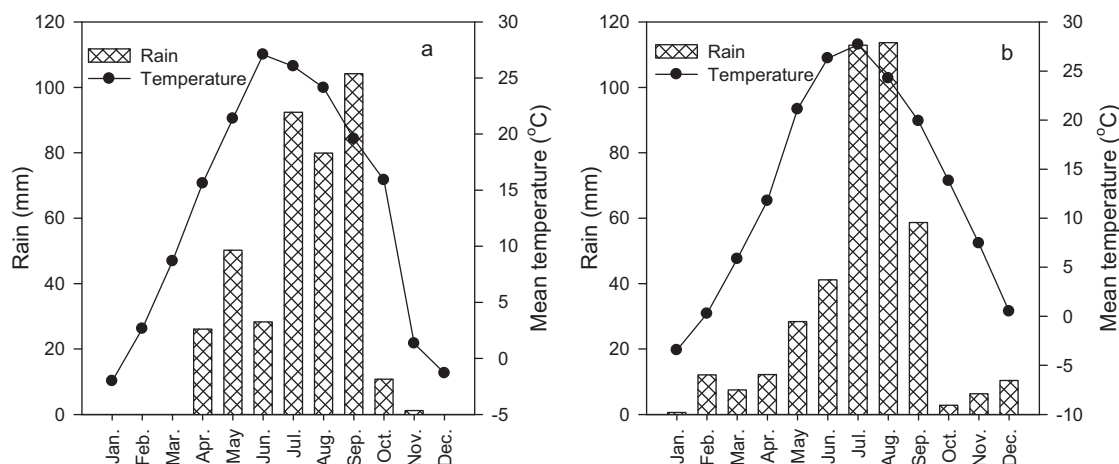 120
100
80
60
40
20
0
Rain (mm)
Rain
Temperature
a
30
25
20
15
10
5
0
-5
Mean temperature (°C)
Jan.
Feb.
Mar.
Apr.
May
Jun.
Jul.
Aug.
Sep.
Oct.
Nov.
Dec.
120
100
80
60
40
20
0
Rain (mm)
Rain
Temperature
b
30
25
20
15
10
5
0
-5
-10
Mean temperature (°C)
Jan.
Feb.
Mar.
Apr.
May
Jun.
Jul.
Aug.
Sep.
Oct.
Nov.
Dec.